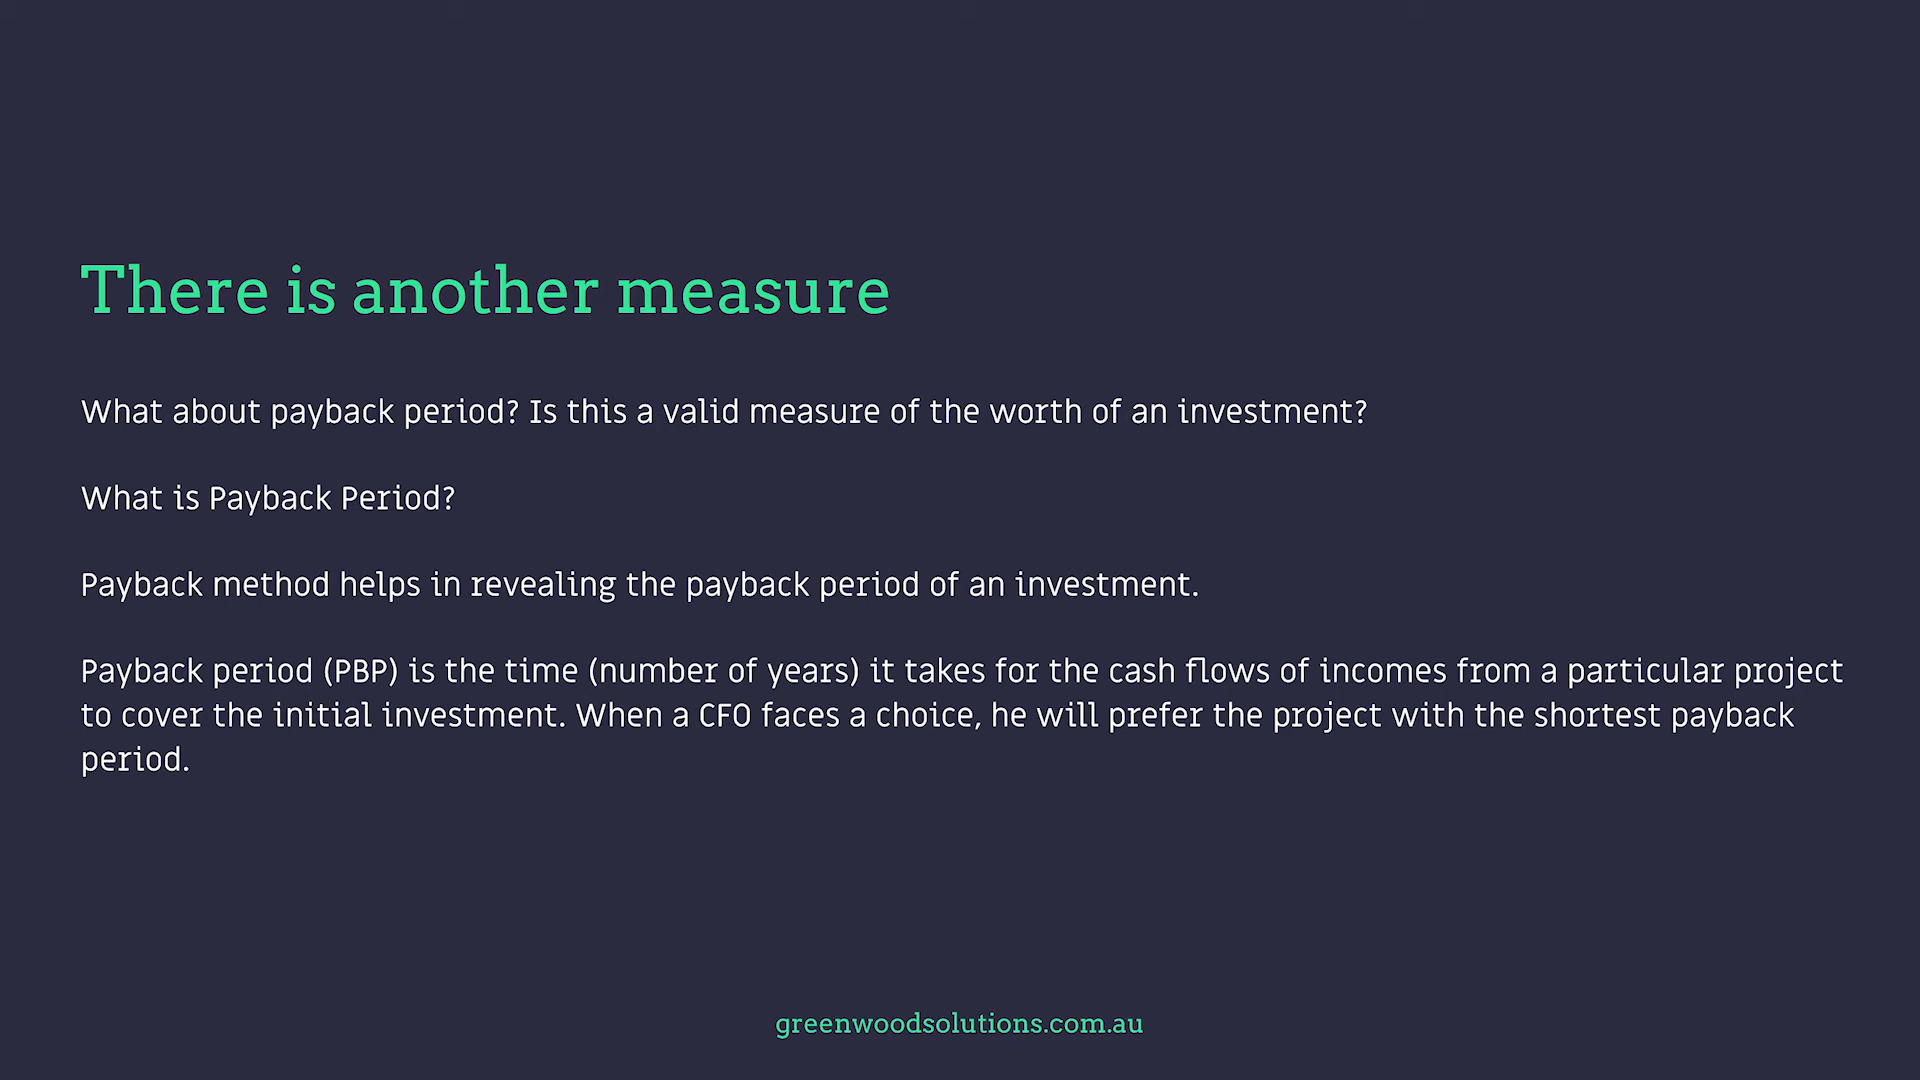 There is another measure
What about payback period? Is this a valid measure of the worth of an investment?
What is Payback Period?
Payback method helps in revealing the payback period of an investment.
Payback period (PBP) is the time (number of years) it takes for the cash flows of incomes from a particular project
to cover the initial investment. When a CFO faces a choice, he will prefer the project with the shortest payback
period.
greenwoodsolutions.com.au